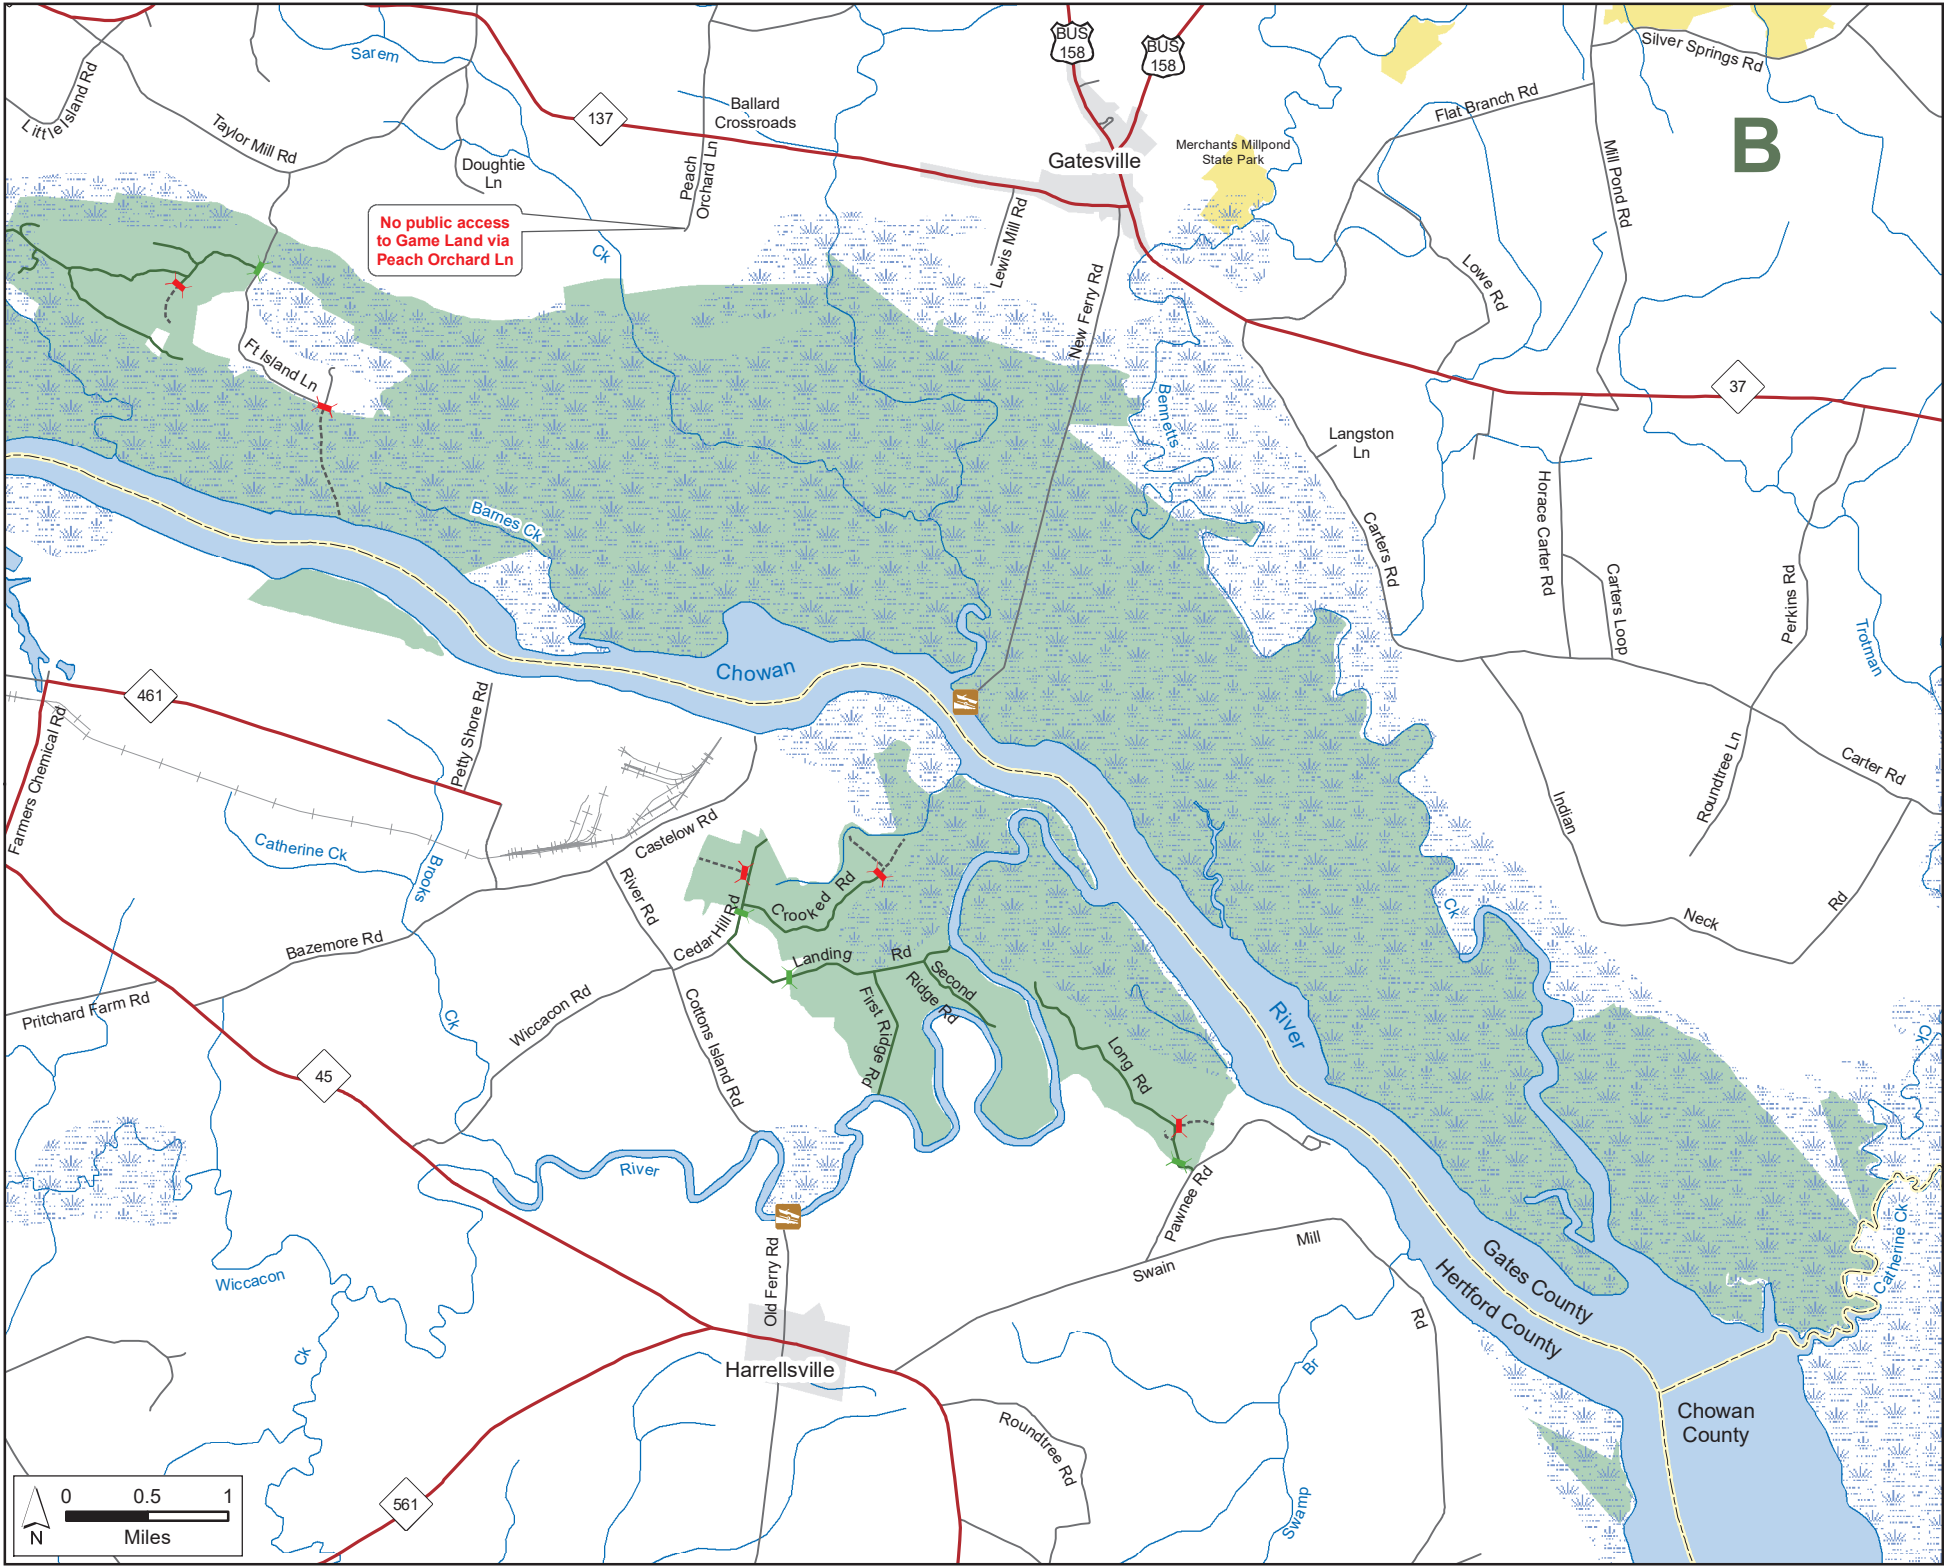 BUS
158
BUS
158
Silver Springs Rd
Sarem
Little Island Rd
Taylor Mill Rd
137
Ballard
Crossroads
Flat Branch Rd
B
Gatesville
Merchants Millpond
State Park
Doughtie
Ln
Peach
Orchard Ln
Mill Pond Rd
No public access
to Game Land via
Peach Orchard Ln
Ck
Lewis Mill Rd
New Ferry Rd
Lowe Rd
Ft Island Ln
37
Bennetts
Langston
Ln
Barnes Ck
Carters Rd
Horace Carter Rd
Carters Loop
Perkins Rd
Trotman
Chowan
461
Petty Shore Rd
Farmers Chemical Rd
Roundtree Ln
Carter Rd
Indian
Neck
Rd
Catherine Ck
Brooks
Castelow Rd
River Rd
Crooked Rd
Cedar Hill Rd
Ck
Bazemore Rd
Landing
Rd
Second
Ridge Rd
First Ridge Rd
Pritchard Farm Rd
Ck
Wiccacon Rd
Cottons Island Rd
River
Long Rd
Ck
45
River
Pawnee Rd
Catherine Ck
Wiccacon
Old Ferry Rd
Swain
Mill
Rd
Gates County
Hertford County
Ck
Harrellsville
Br
Chowan
County
Roundtree Rd
Swamp
561
0 0.5 1
Miles
N